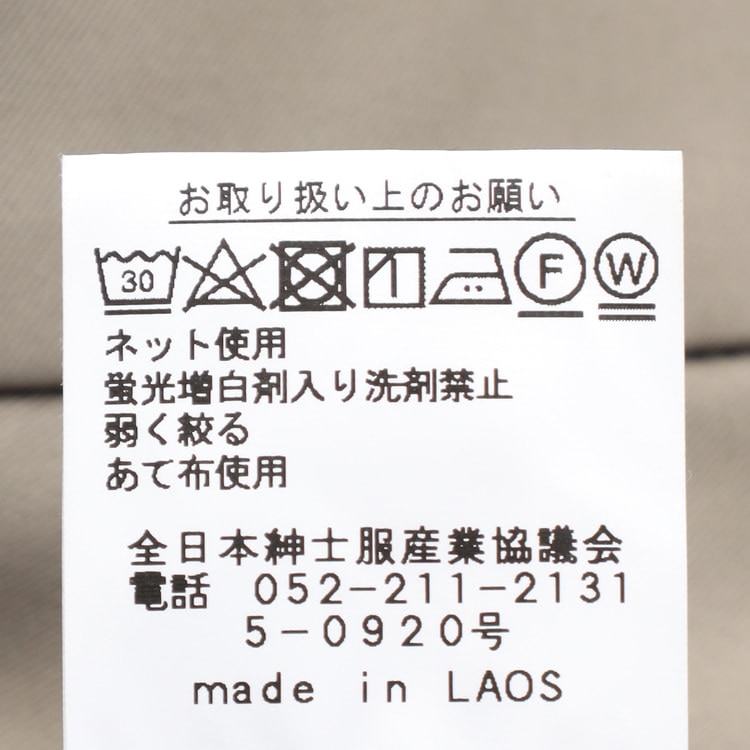 お取り扱い上のお願い
30 F W
ネット使用
蛍光増白剤入り洗剤禁止
弱く絞る
あて布使用
全日本紳士服産業協議会
電話 052-211-2131
5-0920号
made in LAOS